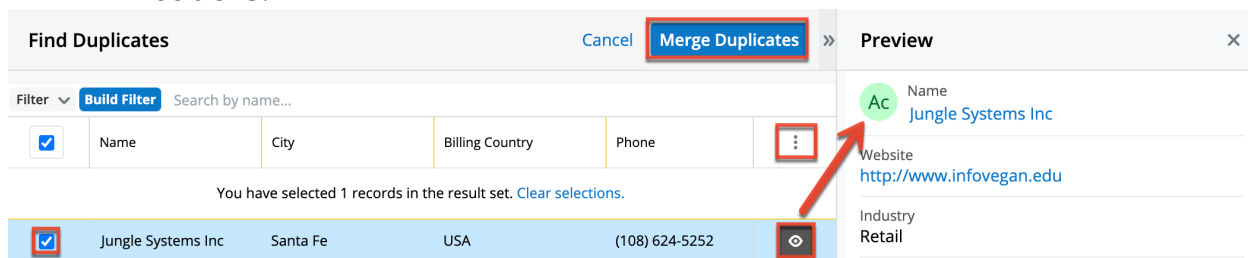 Find Duplicates
Cancel
Merge Duplicates
»
Preview
×
Filter
Build Filter
Search by name...
Name
City
Billing Country
Phone
You have selected 1 records in the result set. Clear selections.
Jungle Systems Inc
Santa Fe
USA
(108) 624-5252
Ac
Name
Jungle Systems Inc
Website
http://www.infovegan.edu
Industry
Retail